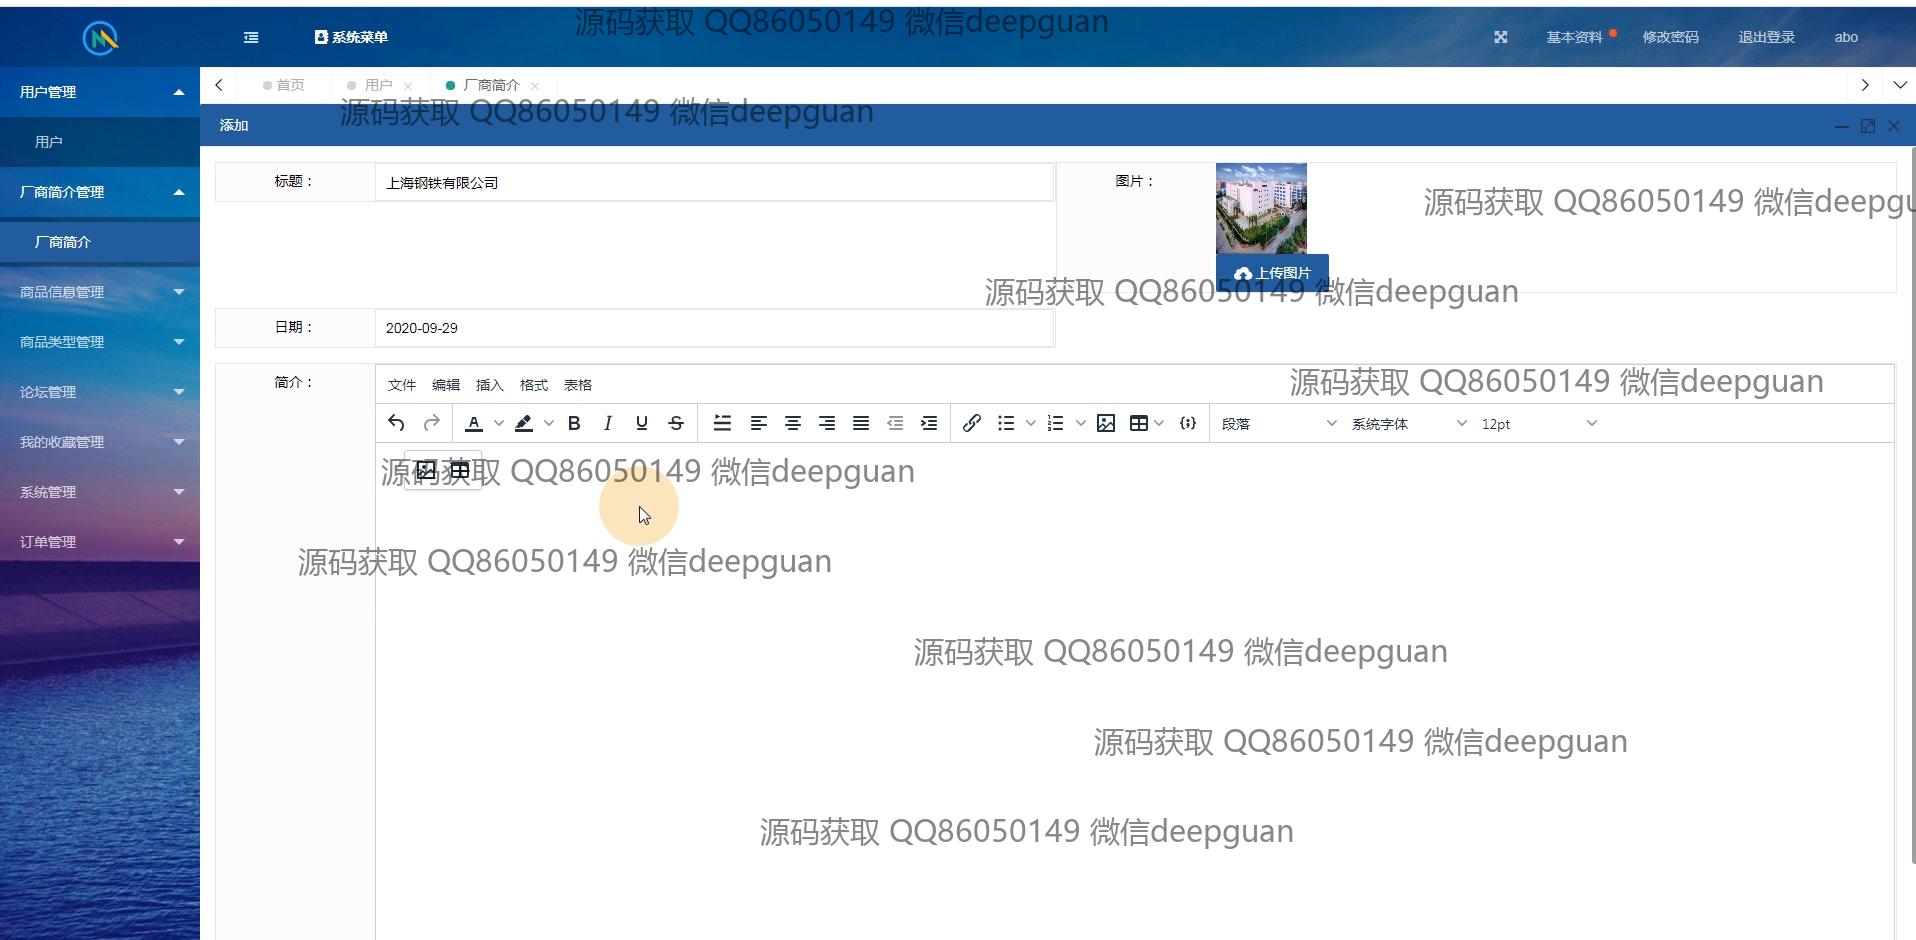 源码获取 QQ86050149 微信deepguan
系统菜单
基本资料
修改密码
退出登录
abo
用户管理
用户
厂商简介管理
厂商简介
商品信息管理
商品类型管理
论坛管理
我的收藏管理
系统管理
订单管理
首页
用户
厂商简介
源码获取 QQ86050149 微信deepguan
添加
标题：
上海钢铁有限公司
图片：
源码获取 QQ86050149 微信deepgu
上传图片
源码获取 QQ86050149 微信deepguan
日期：
2020-09-29
简介：
文件 编辑 插入 格式 表格
源码获取 QQ86050149 微信deepguan
段落
系统字体
12pt
源码获取 QQ86050149 微信deepguan
源码获取 QQ86050149 微信deepguan
源码获取 QQ86050149 微信deepguan
源码获取 QQ86050149 微信deepguan
源码获取 QQ86050149 微信deepguan